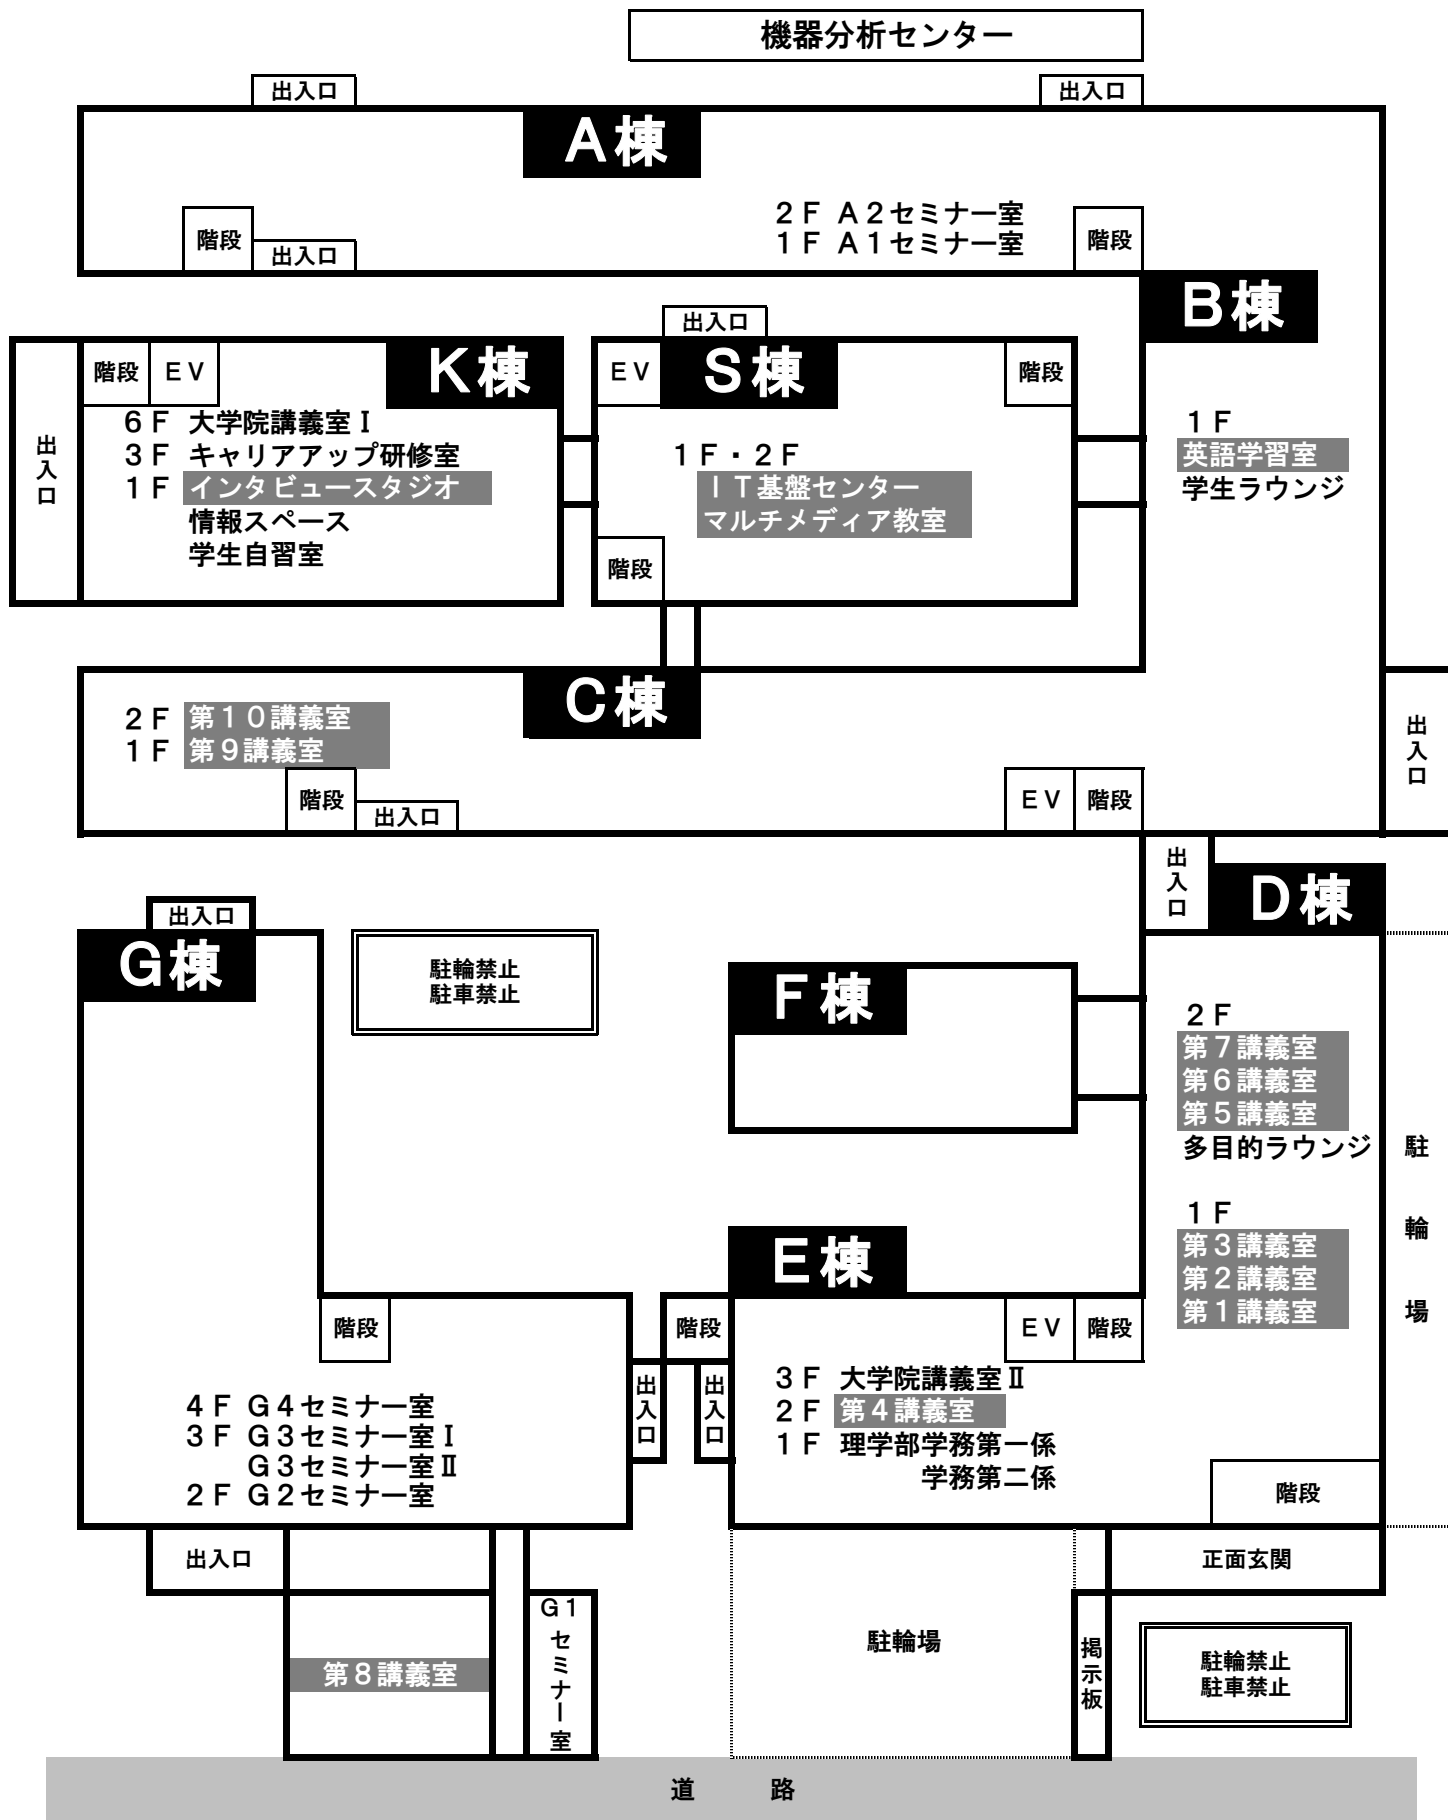 機器分析センター
出入口
出入口
A棟
2F A2セミナー室
1F A1セミナー室
階段
出入口
階段
B棟
出入口
出入口
階段
EV
K棟
6F 大学院講義室Ⅰ
3F キャリアアップ研修室
1F インタビュースタジオ
情報スペース
学生自習室
EV
S棟
階段
1F・2F
IT基盤センター
マルチメディア教室
階段
1F
英語学習室
学生ラウンジ
C棟
2F 第10講義室
1F 第9講義室
階段
出入口
EV
階段
出入口
出入口
D棟
出入口
G棟
駐輪禁止
駐車禁止
F棟
2F
第7講義室
第6講義室
第5講義室
多目的ラウンジ
1F
第3講義室
第2講義室
第1講義室
駐輪場
E棟
階段
階段
EV
階段
出入口
出入口
4F G4セミナー室
3F G3セミナー室Ⅰ
G3セミナー室Ⅱ
2F G2セミナー室
3F 大学院講義室Ⅱ
2F 第4講義室
1F 理学部学務第一係
学務第二係
階段
出入口
正面玄関
第8講義室
G1セミナー室
駐輪場
掲示板
駐輪禁止
駐車禁止
道 路